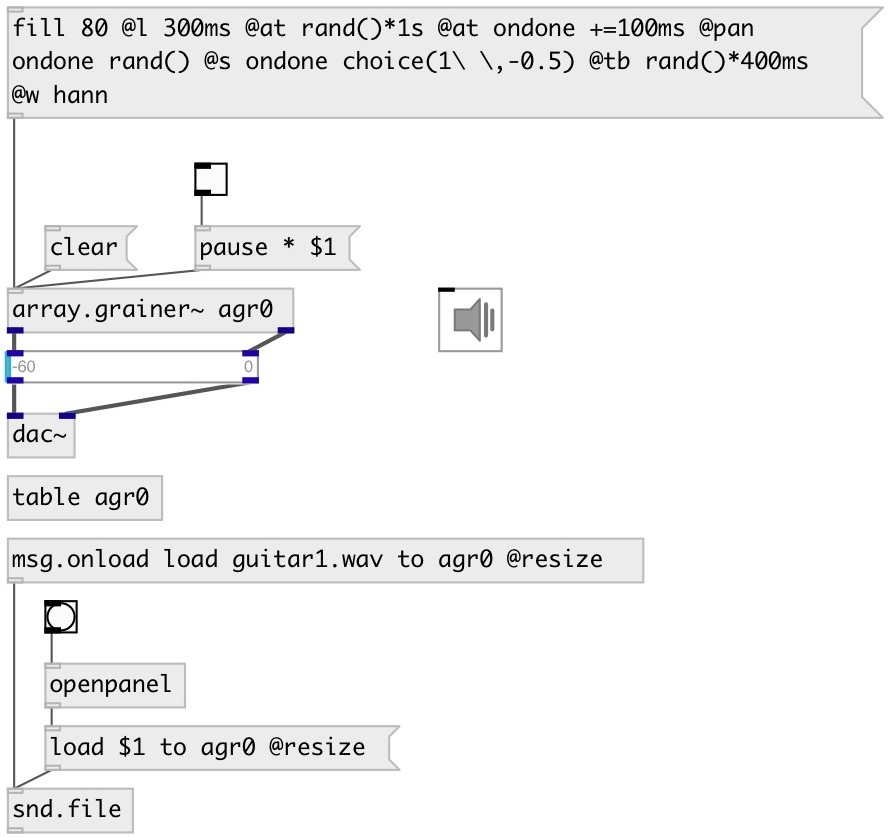 fill 80 @l 300ms @at rand()*1s @at ondone +=100ms @pan
ondone rand() @s ondone choice(1\ \,-0.5) @tb rand()*400ms
@w hann
clear
pause * $1
array.grainer~ agr0
-60 0
dac~
table agr0
msg.onload load guitar1.wav to agr0 @resize
openpanel
load $1 to agr0 @resize
snd.file